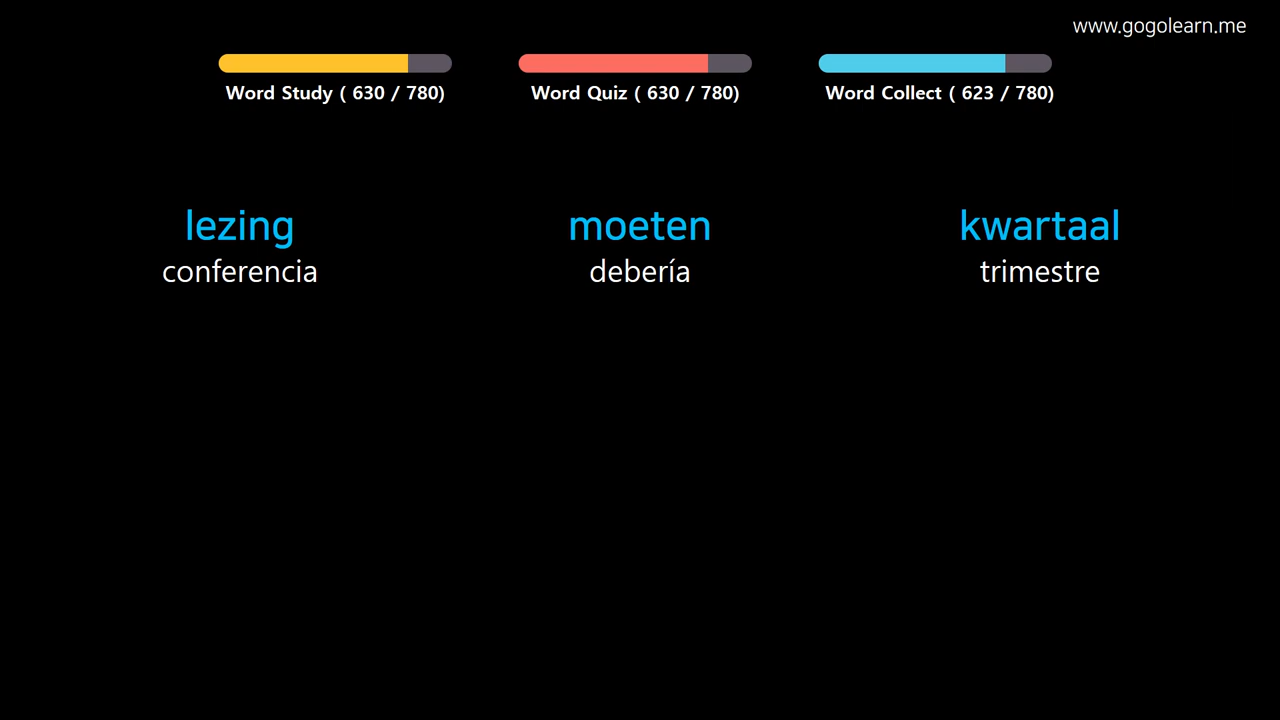 www.gogolearn.me
Word Study ( 630 / 780)
Word Quiz ( 630 / 780)
Word Collect ( 623 / 780)
lezing
conferencia
moeten
debería
kwartaal
trimestre